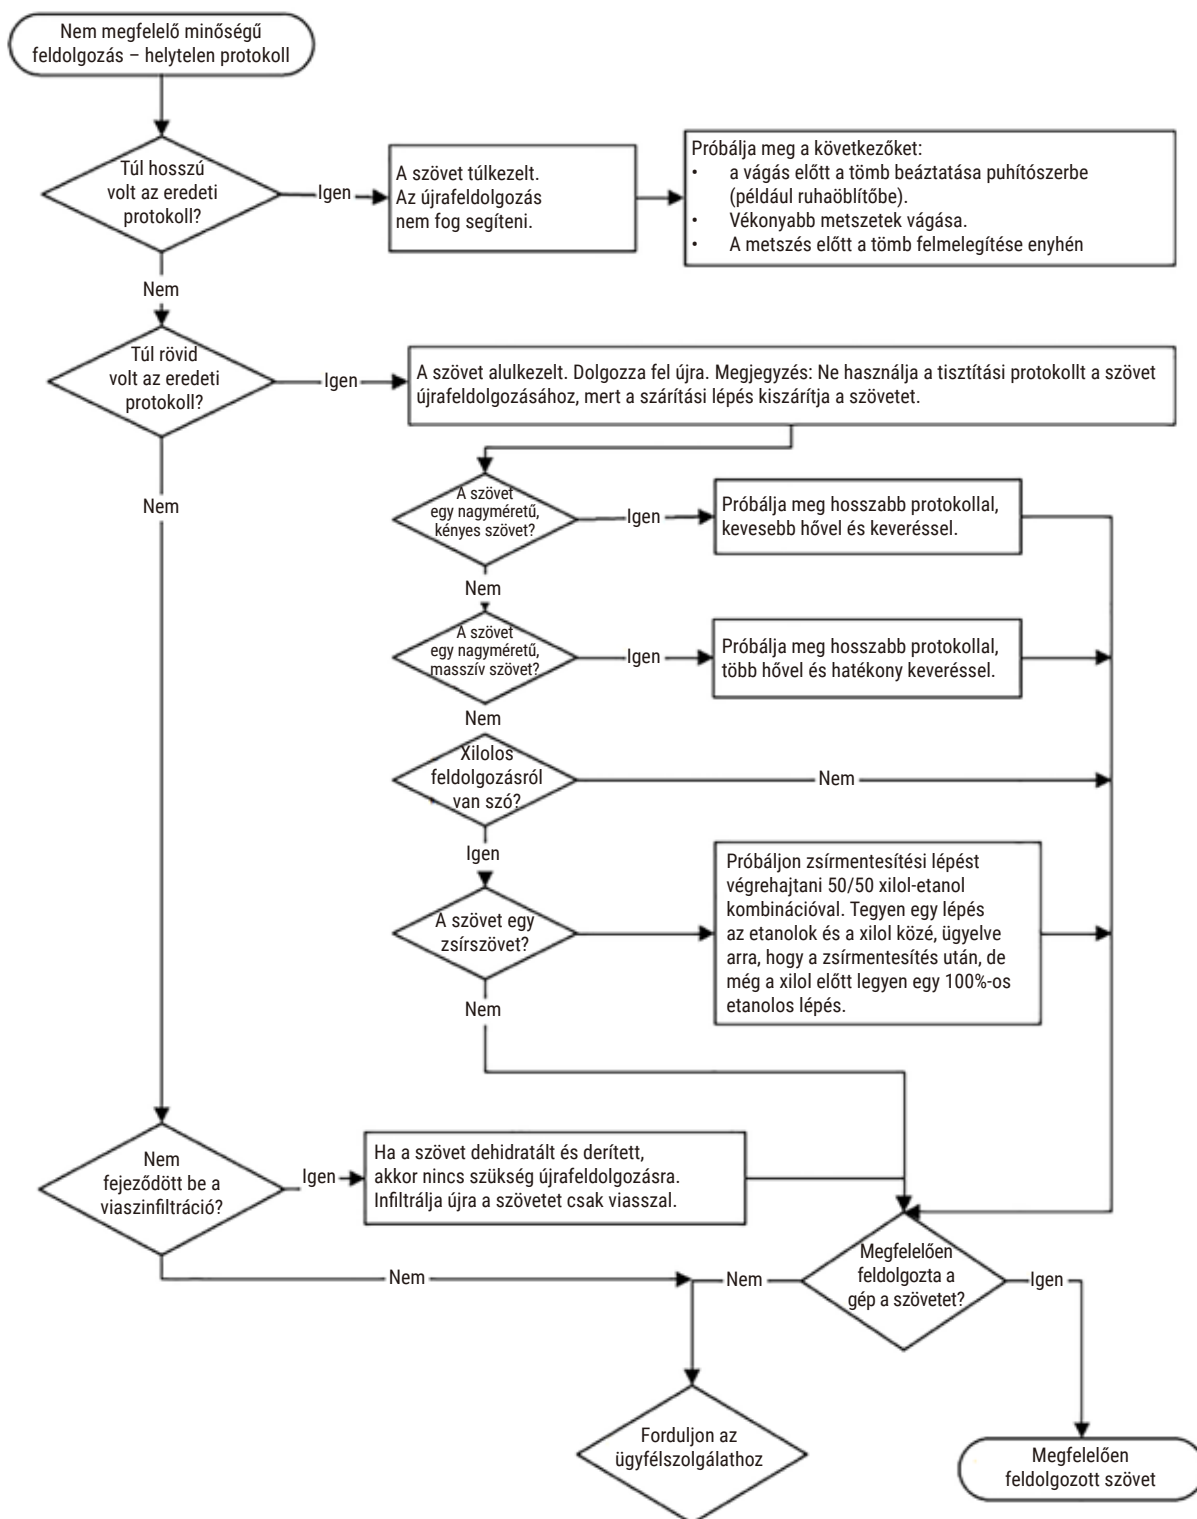 Nem megfelelő minőségű
feldolgozás – helytelen protokoll
Túl hosszú
volt az eredeti
protokoll?
Igen
A szövet túlkezelt.
Az újrafeldolgozás
nem fog segíteni.
Próbálja meg a következőket:
• a vágás előtt a tömb beáztatása puhítószerbe
(például ruhaöblítőbe).
• Vékonyabb metszetek vágása.
• A metszés előtt a tömb felmelegítése enyhén
Nem
Túl rövid
volt az eredeti
protokoll?
Igen
A szövet alulkezelt. Dolgozza fel újra. Megjegyzés: Ne használja a tisztítási protokollt a szövet
újrafeldolgozásához, mert a szárítási lépés kiszárítja a szövetet.
Nem
A szövet
egy nagyméretű,
kényes szövet?
Igen
Próbálja meg hosszabb protokollal,
kevesebb hővel és keveréssel.
Nem
A szövet
egy nagyméretű,
masszív szövet?
Igen
Próbálja meg hosszabb protokollal,
több hővel és hatékony keveréssel.
Nem
Xilolos
feldolgozásról
van szó?
Nem
Igen
A szövet egy
zsírszövet?
Próbáljon zsírmentesítési lépést
végrehajtani 50/50 xilol-etanol
kombinációval. Tegyen egy lépés
az etanolok és a xilol közé, ügyelve
arra, hogy a zsírmentesítés után, de
még a xilol előtt legyen egy 100%-os
etanolos lépés.
Nem
Nem
fejeződött be a
viaszinfiltráció?
Igen
Ha a szövet dehidratált és derített,
akkor nincs szükség újrafeldolgozásra.
Infiltrálja újra a szövetet csak viasszal.
Nem
Megfelelően
feldolgozta a
gép a szövetet?
Nem
Igen
Forduljon az
ügyfélszolgálathoz
Megfelelően
feldolgozott szövet